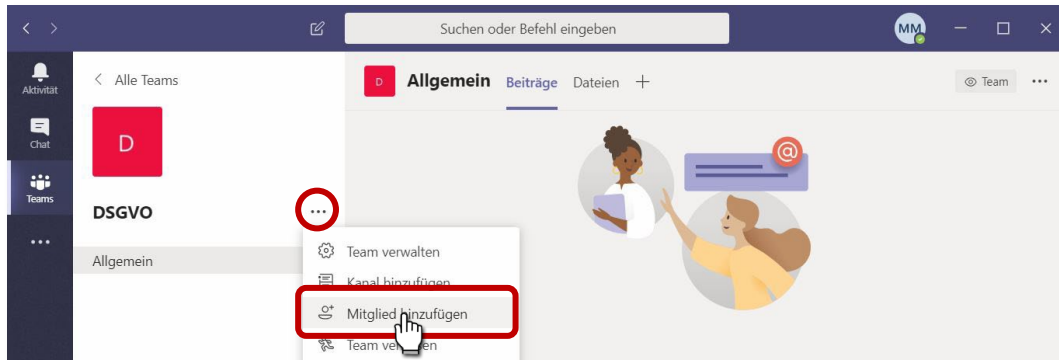 Suchen oder Befehl eingeben
MM
Aktivität
Chat
Teams
Alle Teams
D
DSGVO
Allgemein
Team verwalten
Kanal hinzufügen
Mitglied hinzufügen
Team
D
Allgemein
Beiträge
Dateien
Team
@